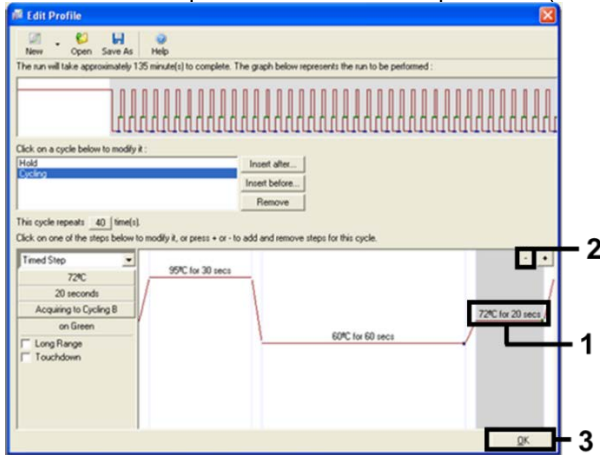 Edit Profile
New Open Save As Help
The run will take approximately 135 minute(s) to complete. The graph below represents the run to be performed :
Click on a cycle below to modify it :
Hold
Cycling
Insert after...
Insert before...
Remove
This cycle repeats 40 time(s).
Click on one of the steps below to modify it, or press + or - to add and remove steps for this cycle.
Timed Step
- +
2
72ºC
95ºC for 30 secs
20 seconds
72ºC for 20 secs
Acquiring to Cycling B
60ºC for 60 secs
1
on Green
Long Range
Touchdown
OK
3